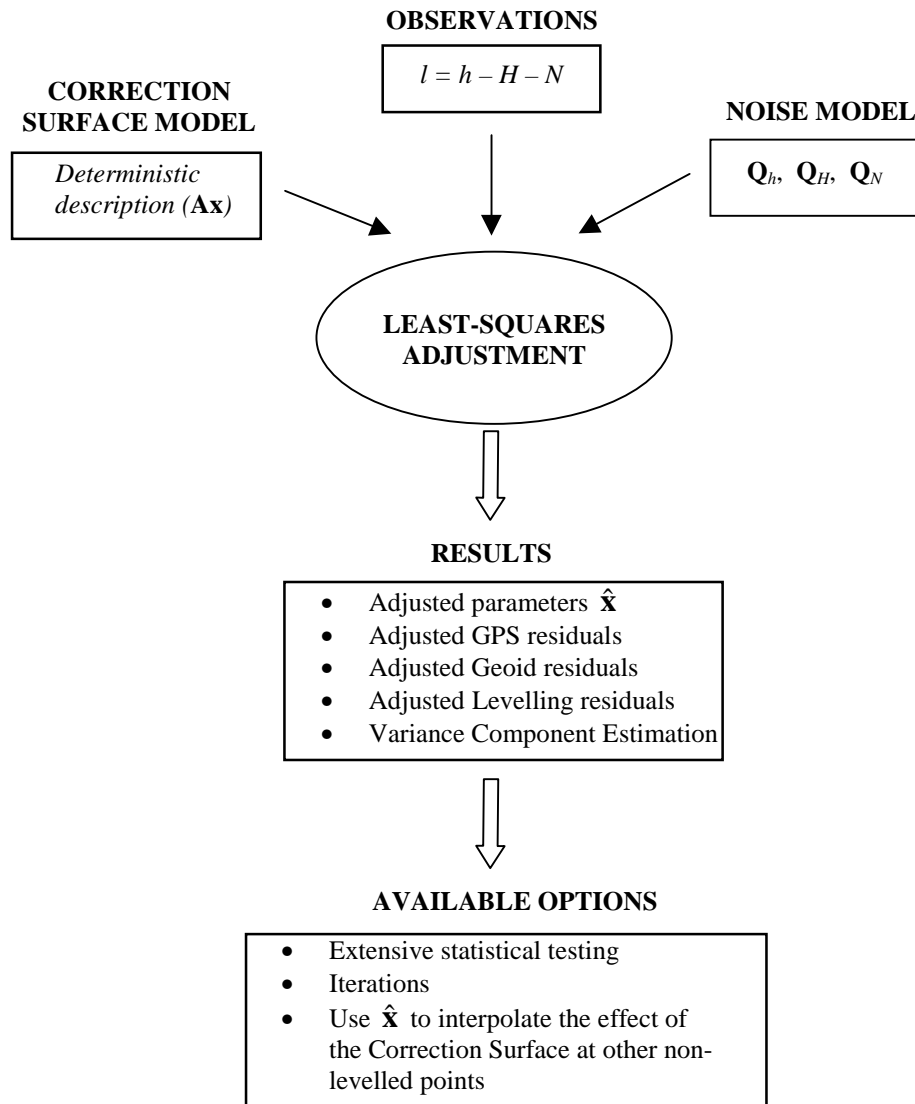 OBSERVATIONS
l = h – H – N
CORRECTION
SURFACE MODEL
Deterministic
description (Ax)
NOISE MODEL
Q_h, Q_H, Q_N
LEAST-SQUARES
ADJUSTMENT
RESULTS
• Adjusted parameters x̂
• Adjusted GPS residuals
• Adjusted Geoid residuals
• Adjusted Levelling residuals
• Variance Component Estimation
AVAILABLE OPTIONS
• Extensive statistical testing
• Iterations
• Use x̂ to interpolate the effect of
the Correction Surface at other non-
levelled points